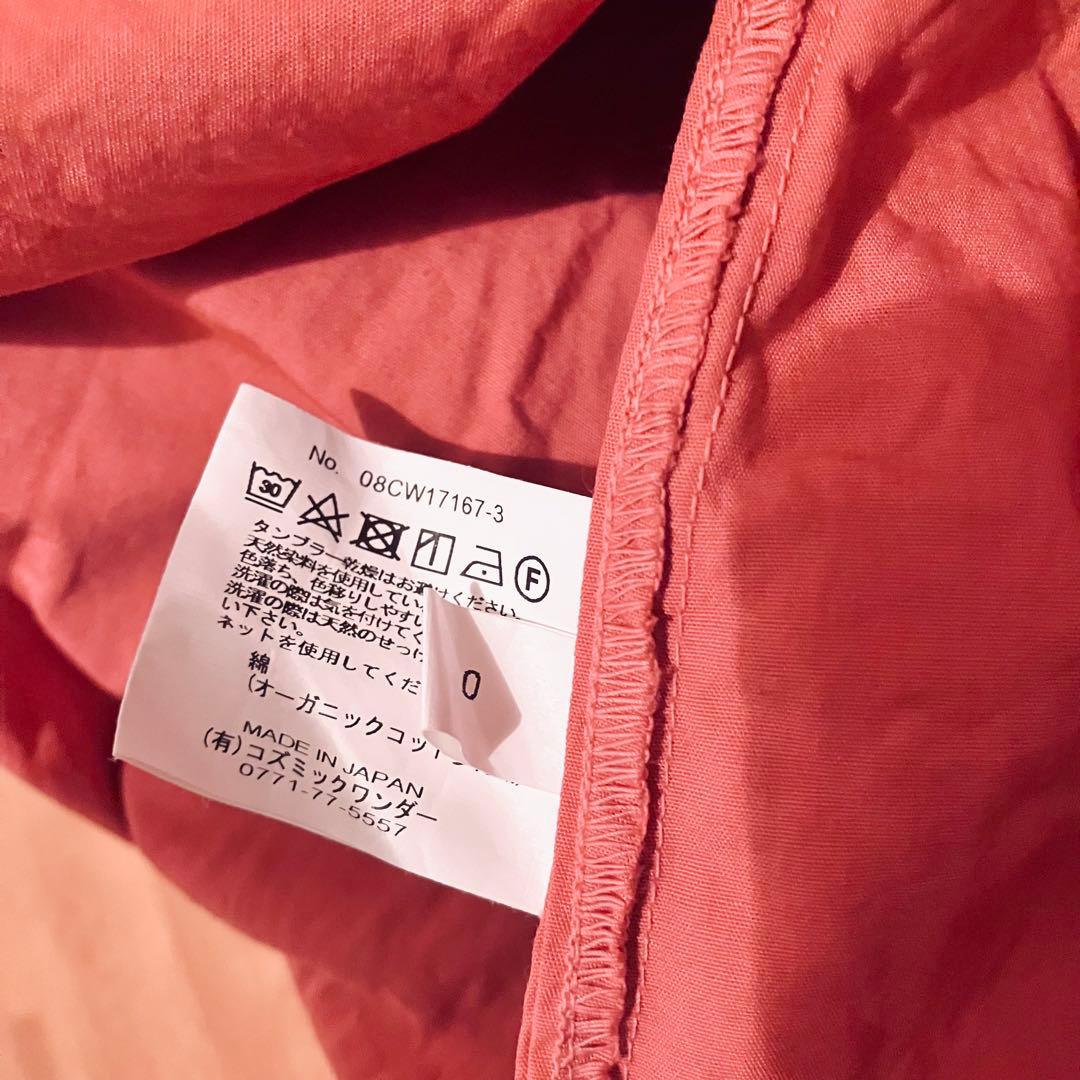 No. 08CW17167-3
30
F
タンブラー乾燥はお避けください。
天然染料を使用してい
色落ち、色移りしやすい
洗濯の際は気を付けてく
洗濯の際は天然のせっけ
い下さい。
ネットを使用してくだ
0
綿
(オーガニックコット
MADE IN JAPAN
(有)コズミックワンダー
0771-77-5557